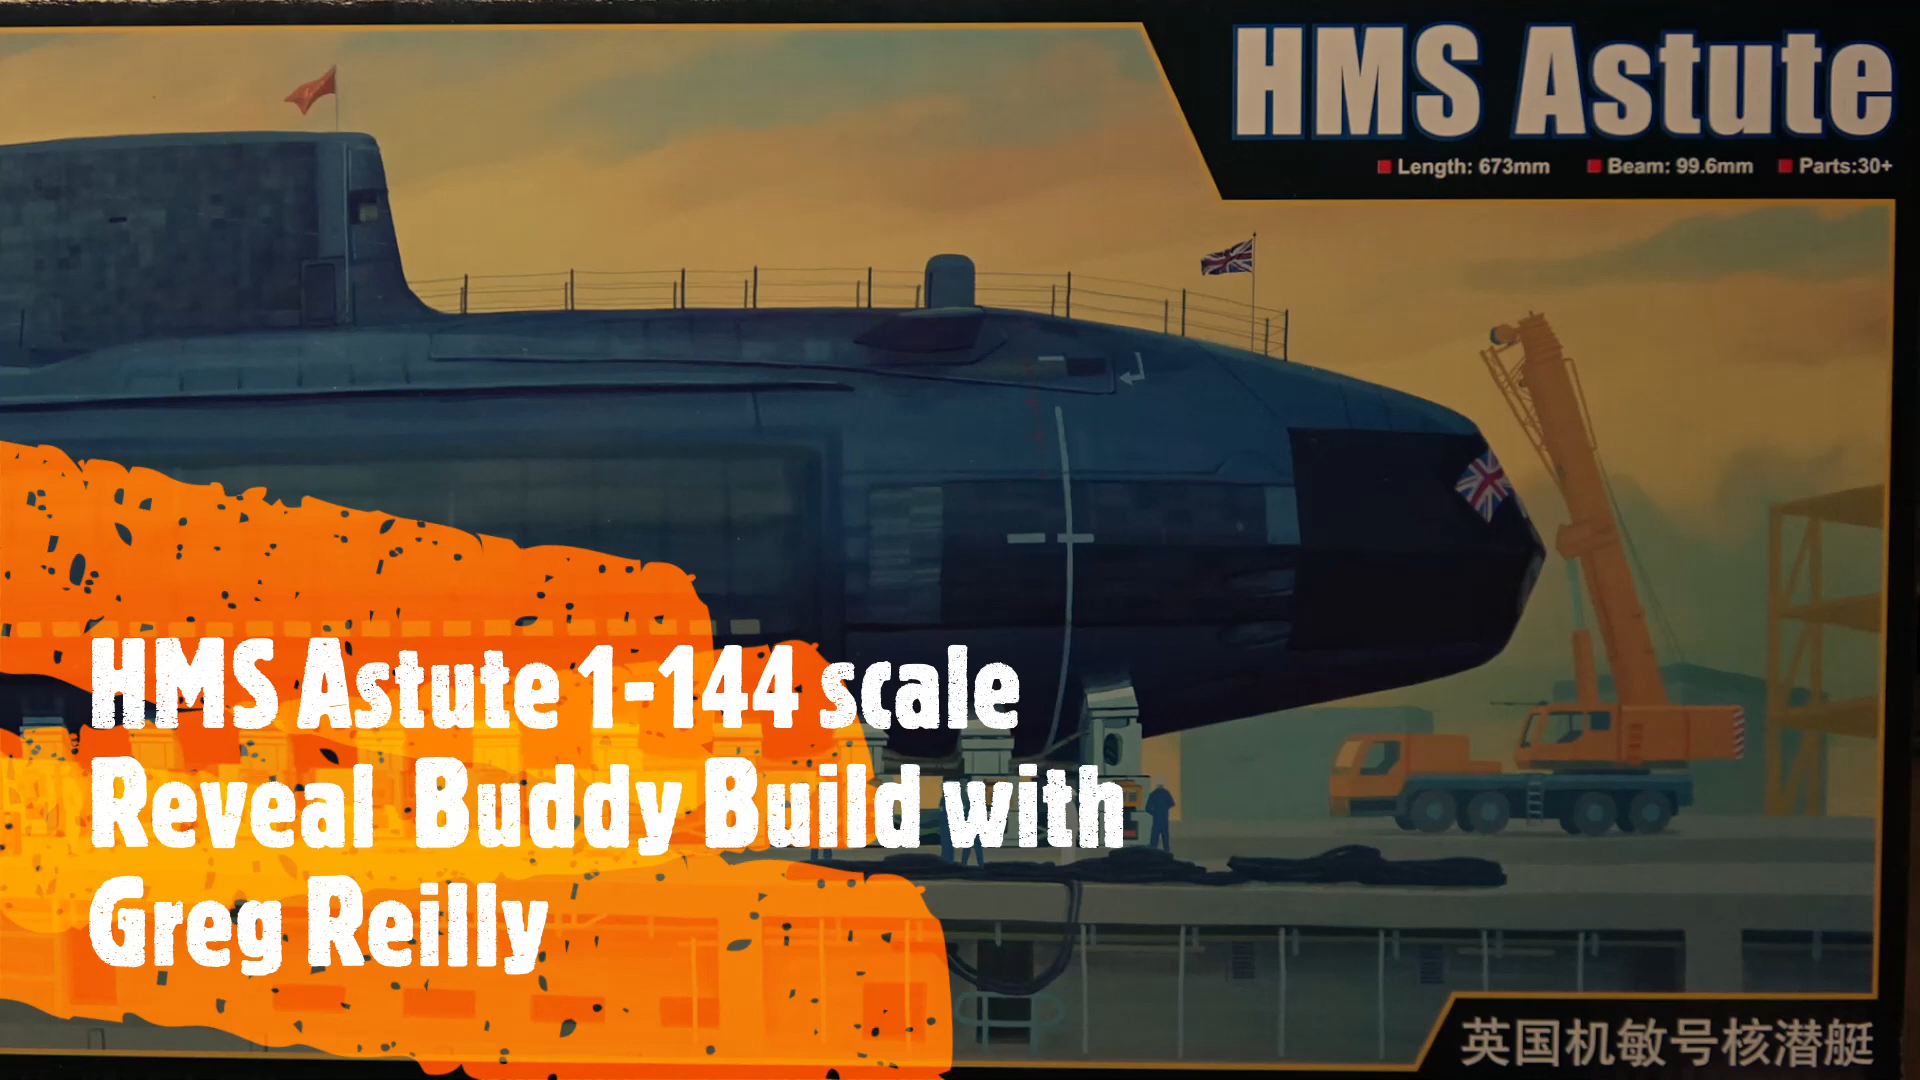 HMS Astute
Length: 673mm Beam: 99.6mm Parts:30+
HMS Astute 1-144 scale
Reveal Buddy Build with
Greg Reilly
英国机敏号核潜艇